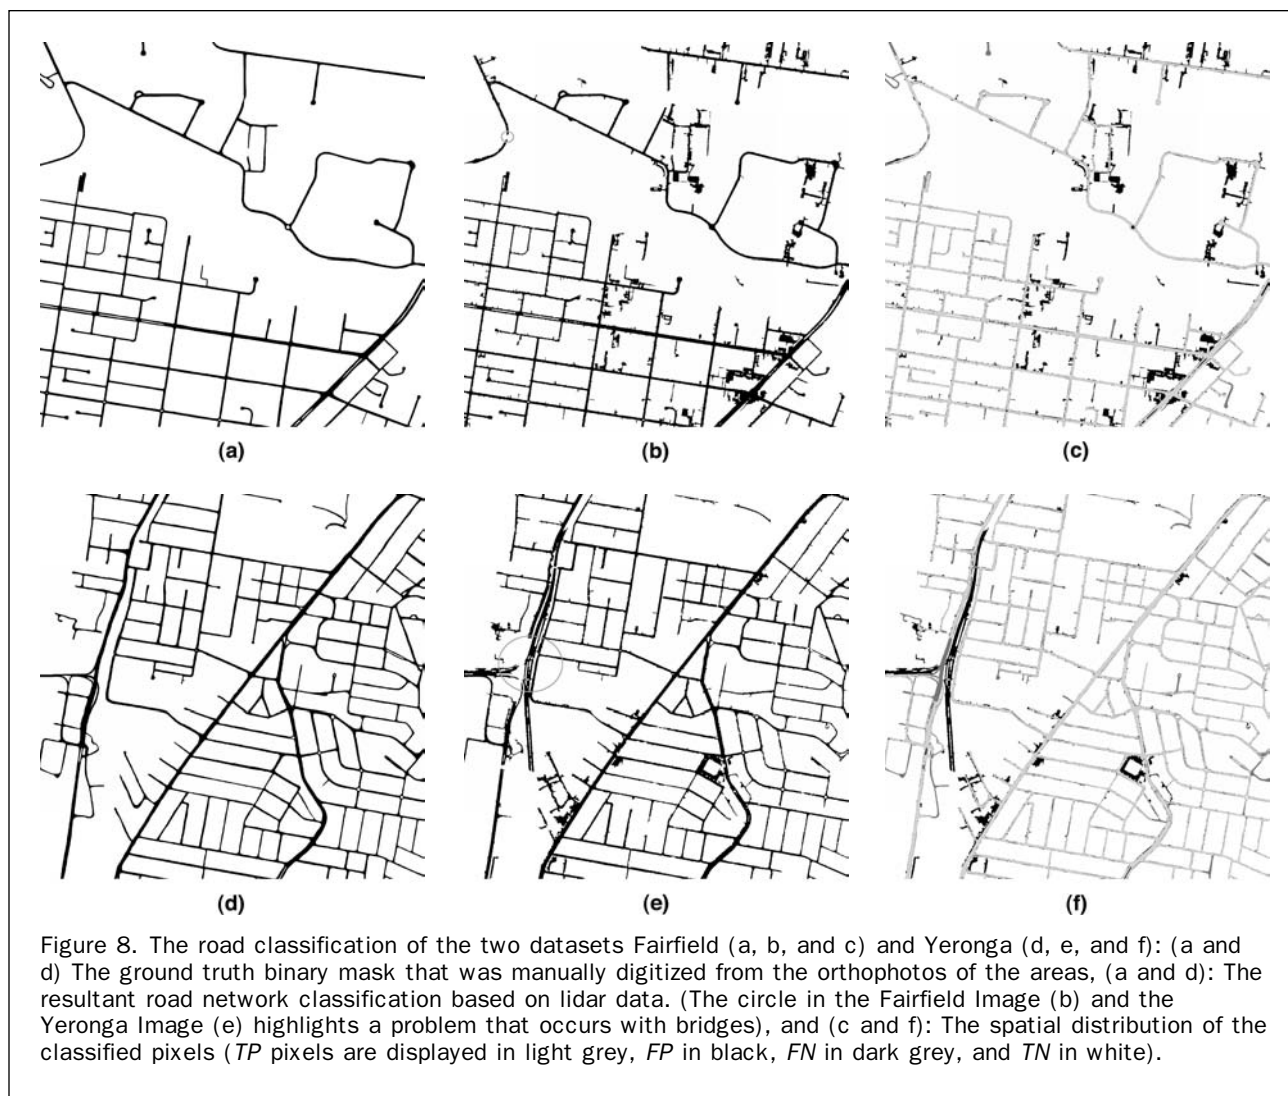 (a)
(b)
(c)
(d)
(e)
(f)
Figure 8. The road classification of the two datasets Fairfield (a, b, and c) and Yeronga (d, e, and f): (a and
d) The ground truth binary mask that was manually digitized from the orthophotos of the areas, (a and d): The
resultant road network classification based on lidar data. (The circle in the Fairfield Image (b) and the
Yeronga Image (e) highlights a problem that occurs with bridges), and (c and f): The spatial distribution of the
classified pixels (TP pixels are displayed in light grey, FP in black, FN in dark grey, and TN in white).